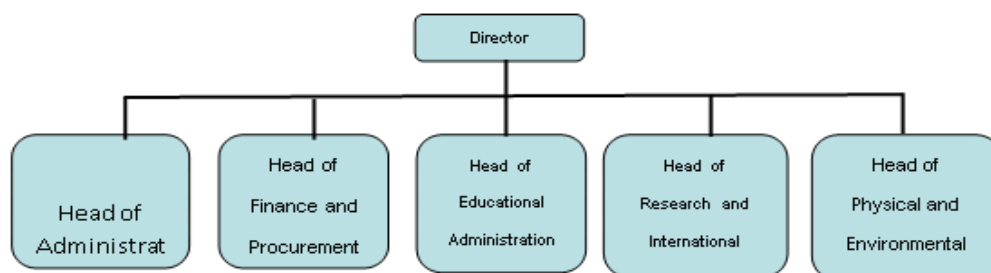 Director
Head of
Administrat
Head of
Finance and
Procurement
Head of
Educational
Administration
Head of
Research and
International
Head of
Physical and
Environmental